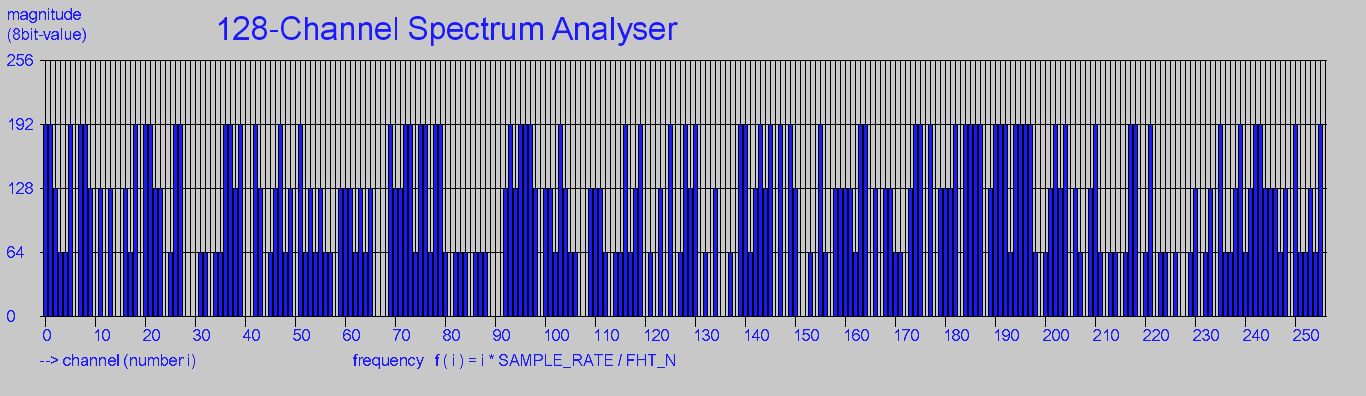 magnitude
(8bit-value)
128-Channel Spectrum Analyser
256
192
128
64
0
0 10 20 30 40 50 60 70 80 90 100 110 120 130 140 150 160 170 180 190 200 210 220 230 240 250
--> channel (number i) frequency f ( i ) = i * SAMPLE_RATE / FHT_N